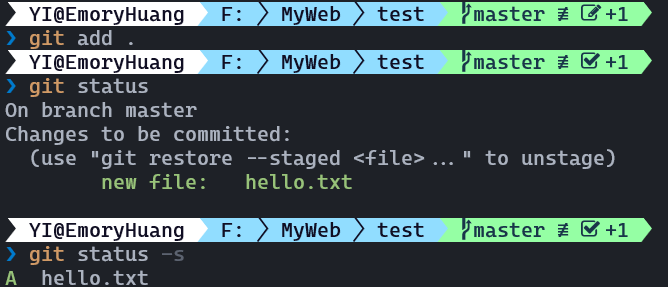 YI@EmoryHuang F: MyWeb test master ≢ +1
❯ git add .
YI@EmoryHuang F: MyWeb test master ≢ +1
❯ git status
On branch master
Changes to be committed:
  (use "git restore --staged <file>..." to unstage)
        new file:   hello.txt
YI@EmoryHuang F: MyWeb test master ≢ +1
❯ git status -s
A  hello.txt